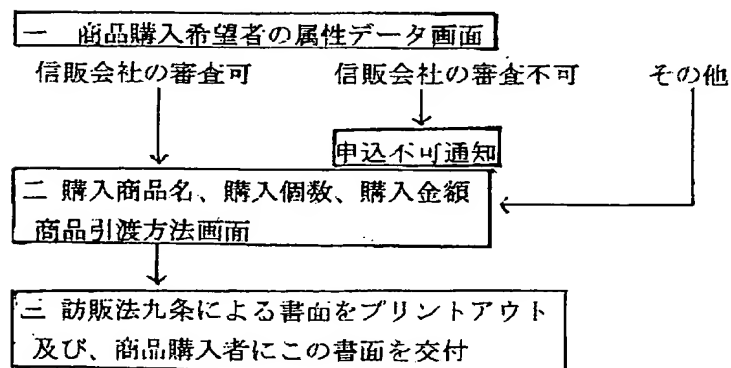 一 商品購入希望者の属性データ画面
信販会社の審査可 信販会社の審査不可 その他
申込不可通知
二 購入商品名、購入個数、購入金額
商品引渡方法画面
三 訪販法九条による書面をプリントアウト
及び、商品購入者にこの書面を交付